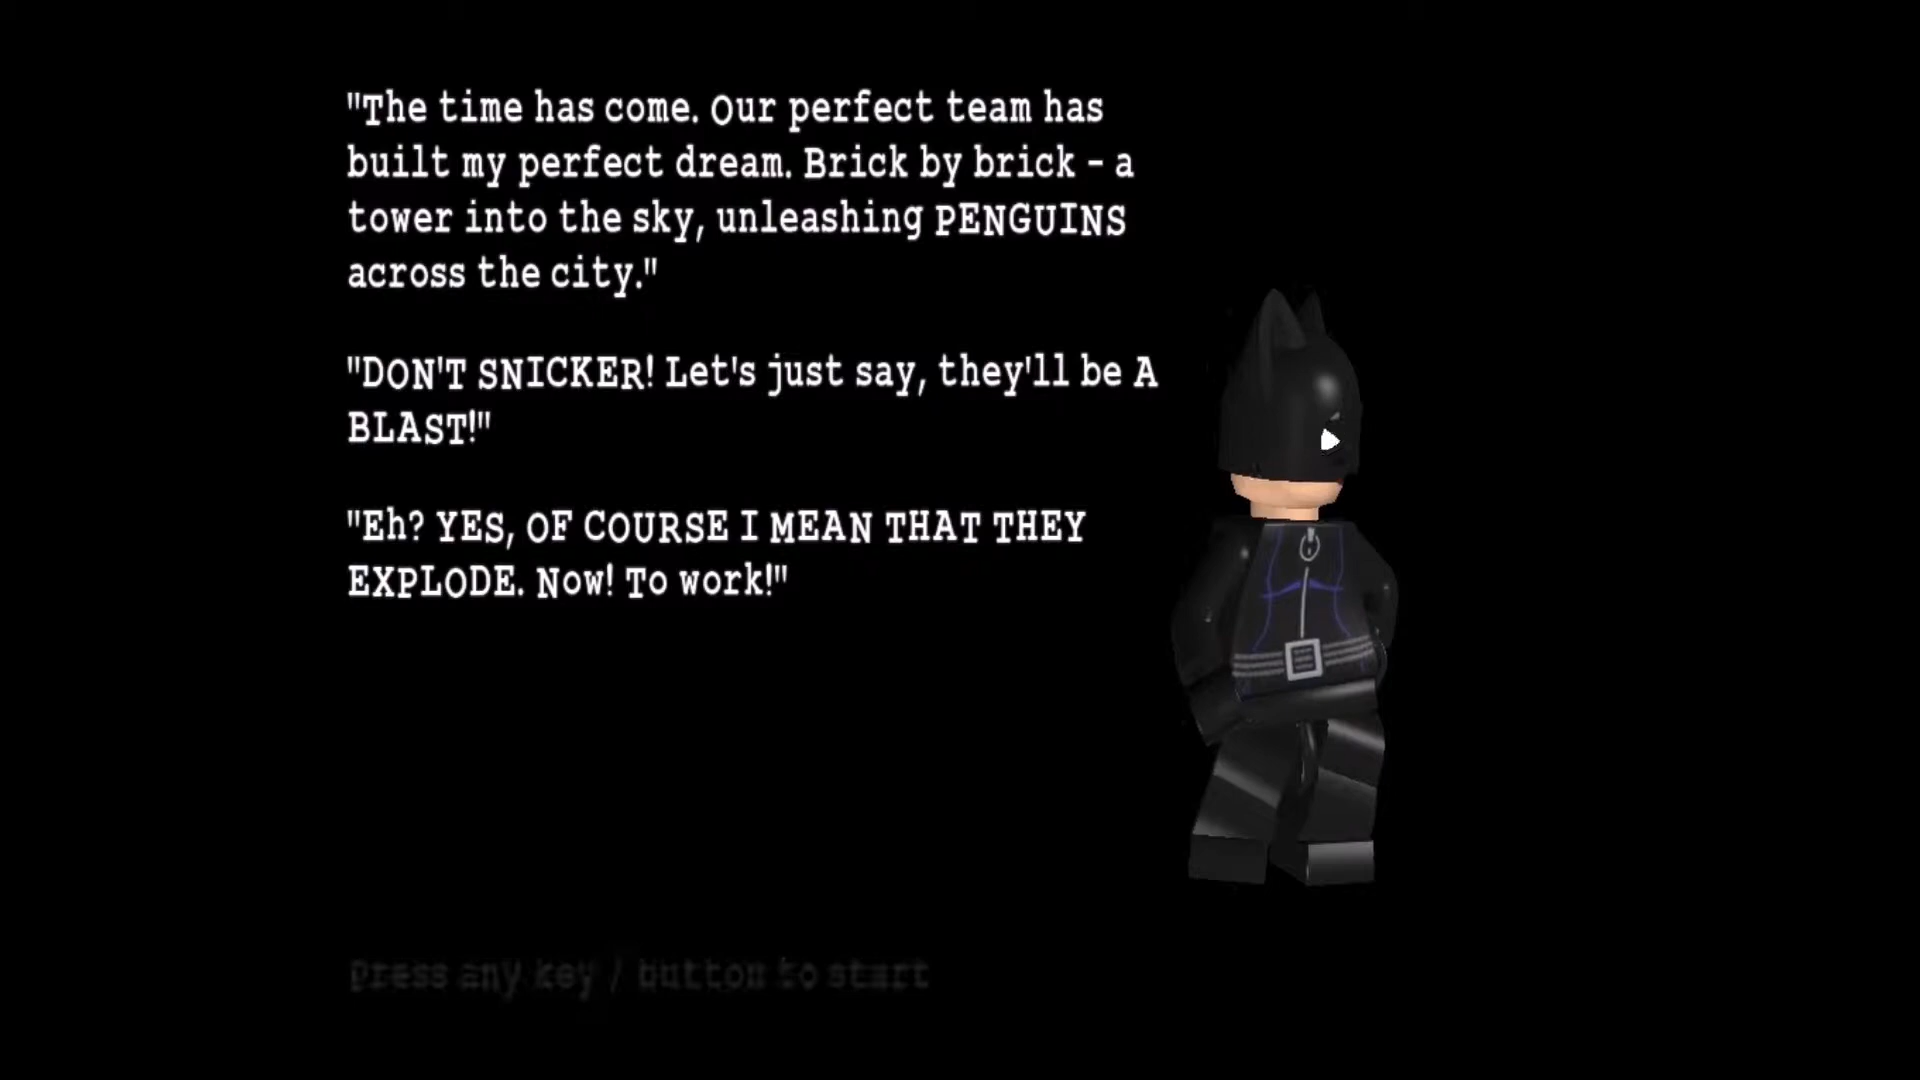 "The time has come. Our perfect team has
built my perfect dream. Brick by brick - a
tower into the sky, unleashing PENGUINS
across the city."
"DON'T SNICKER! Let's just say, they'll be A
BLAST!"
"Eh? YES, OF COURSE I MEAN THAT THEY
EXPLODE. Now! To work!"
Press any key / button to start